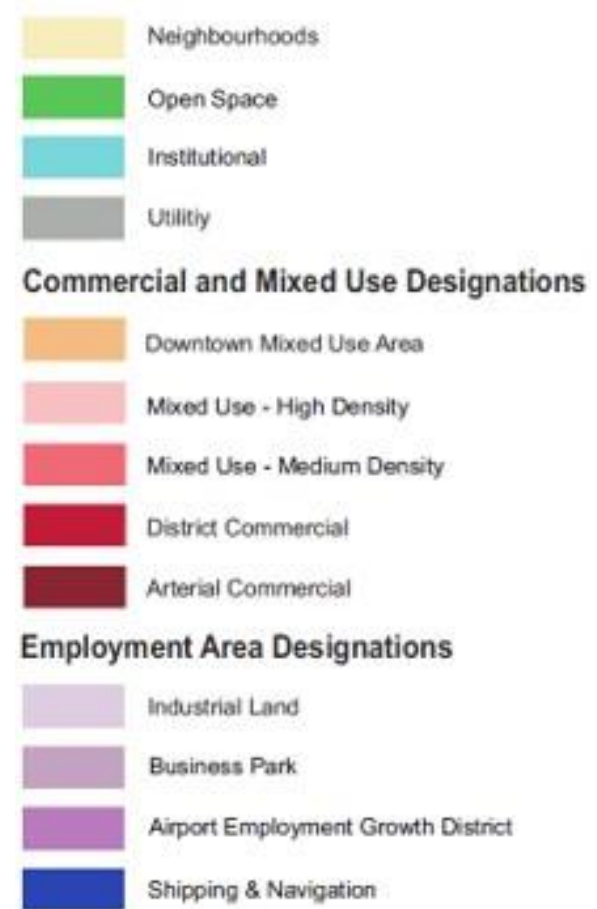 Neighbourhoods
Open Space
Institutional
Utilitiy
Commercial and Mixed Use Designations
Downtown Mixed Use Area
Mixed Use - High Density
Mixed Use - Medium Density
District Commercial
Arterial Commercial
Employment Area Designations
Industrial Land
Business Park
Airport Employment Growth District
Shipping & Navigation